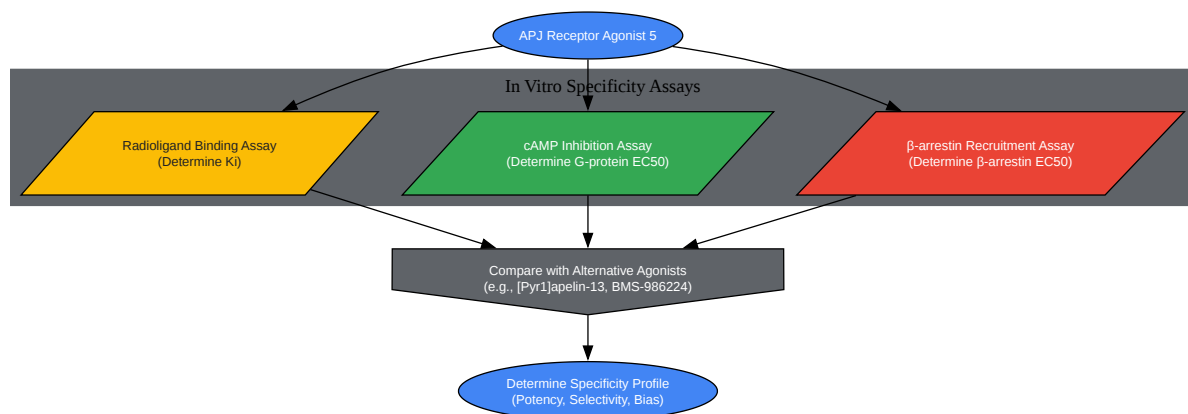 APJ Receptor Agonist 5
In Vitro Specificity Assays
Radioligand Binding Assay
(Determine Ki)
cAMP Inhibition Assay
(Determine G-protein EC50)
β-arrestin Recruitment Assay
(Determine β-arrestin EC50)
Compare with Alternative Agonists
(e.g., [Pyr1]apelin-13, BMS-986224)
Determine Specificity Profile
(Potency, Selectivity, Bias)